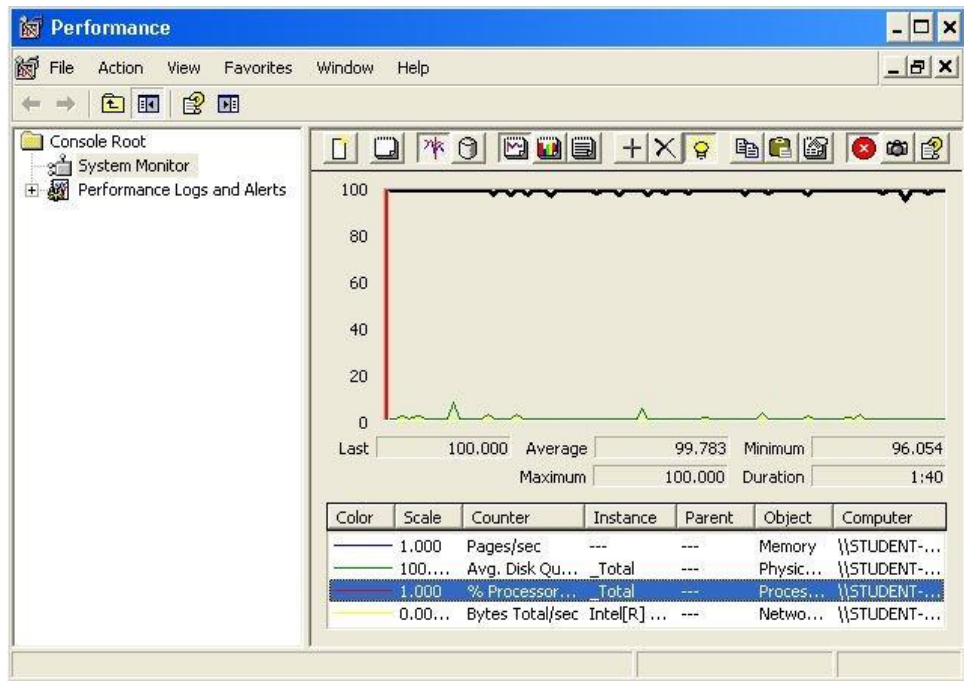 Performance
File Action View Favorites Window Help
Console Root
System Monitor
Performance Logs and Alerts
100
80
60
40
20
0
Last 100.000 Average 99.783 Minimum 96.054
Maximum 100.000 Duration 1:40
Color Scale Counter Instance Parent Object Computer
1.000 Pages/sec --- --- Memory \\STUDENT-...
100.... Avg. Disk Qu... _Total --- Physic... \\STUDENT-...
1.000 % Processor... _Total --- Proces... \\STUDENT-...
0.00... Bytes Total/sec Intel[R] ... --- Netwo... \\STUDENT-...